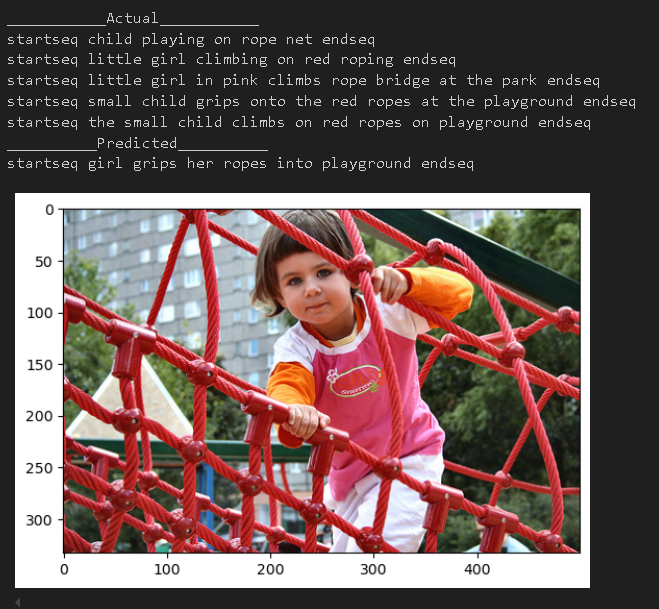 ___________Actual___________
startseq child playing on rope net endseq
startseq little girl climbing on red roping endseq
startseq little girl in pink climbs rope bridge at the park endseq
startseq small child grips onto the red ropes at the playground endseq
startseq the small child climbs on red ropes on playground endseq
__________Predicted__________
startseq girl grips her ropes into playground endseq
0
50
100
150
200
250
300
0 100 200 300 400